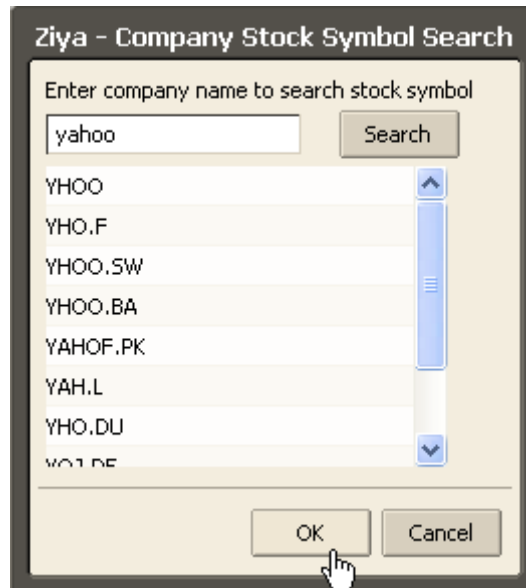 Ziya - Company Stock Symbol Search
Enter company name to search stock symbol
yahoo
Search
YHOO
YHO.F
YHOO.SW
YHOO.BA
YAHOF.PK
YAH.L
YHO.DU
OK
Cancel